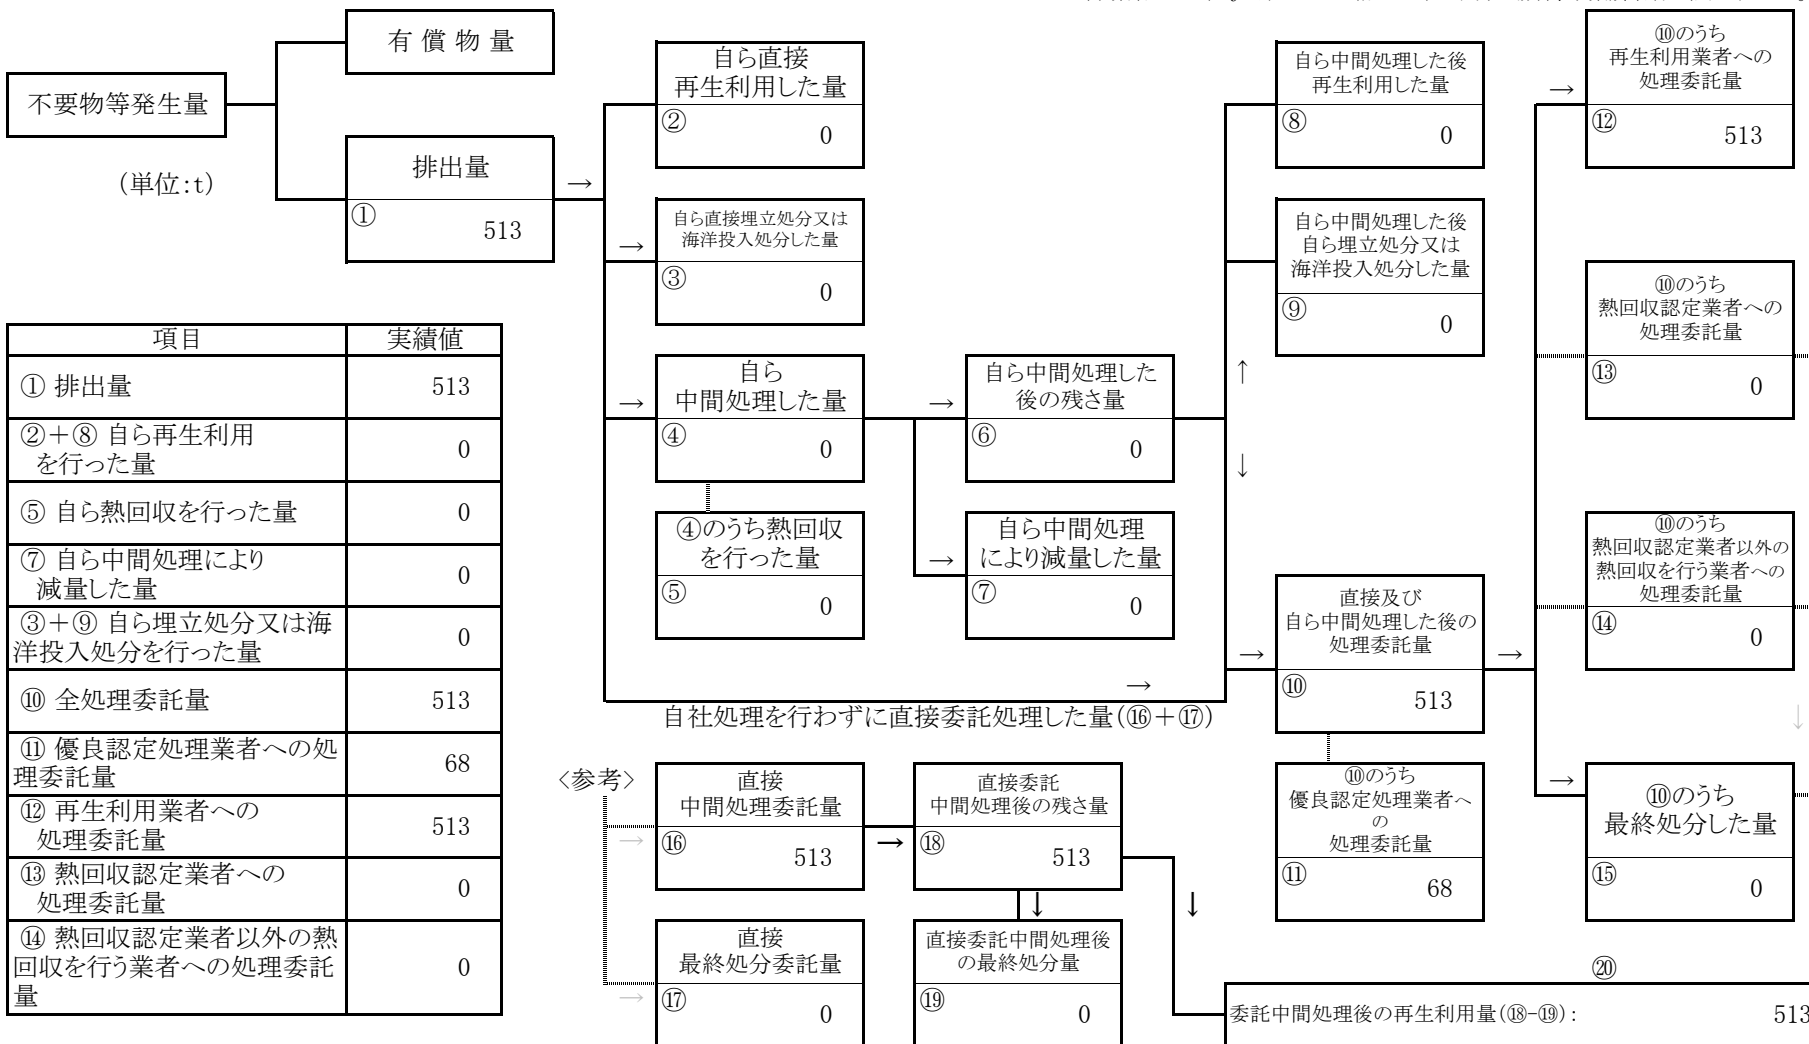 有償物量
不要物等発生量
(単位:t)
排出量
①
513
→
自ら直接
再生利用した量
②
0
→
自ら直接埋立処分又は
海洋投入処分した量
③
0
→
自ら
中間処理した量
④
0
④のうち熱回収
を行った量
⑤
0
→
自ら中間処理した
後の残さ量
⑥
0
→
自ら中間処理
により減量した量
⑦
0
自ら中間処理した後
再生利用した量
⑧
0
自ら中間処理した後
自ら埋立処分又は
海洋投入処分した量
⑨
0
↑
↓
→
直接及び
自ら中間処理した後の
処理委託量
⑩
513
→
⑩のうち
優良認定処理業者へ
の
処理委託量
⑪
68
→
⑩のうち
再生利用業者への
処理委託量
⑫
513
⑩のうち
熱回収認定業者への
処理委託量
⑬
0
⑩のうち
熱回収認定業者以外の
熱回収を行う業者への
処理委託量
⑭
0
↓
→
⑩のうち
最終処分した量
⑮
0
→
自社処理を行わずに直接委託処理した量(⑯+⑰)
<参考>
→
直接
中間処理委託量
⑯
513
→
直接委託
中間処理後の残さ量
⑱
513
↓
↓
→
直接
最終処分委託量
⑰
0
直接委託中間処理後
の最終処分量
⑲
0
⑳
委託中間処理後の再生利用量(⑱-⑲): 513
項目 実績値
① 排出量 513
②+⑧ 自ら再生利用
を行った量 0
⑤ 自ら熱回収を行った量 0
⑦ 自ら中間処理により
減量した量 0
③+⑨ 自ら埋立処分又は海
洋投入処分を行った量 0
⑩ 全処理委託量 513
⑪ 優良認定処理業者への処
理委託量 68
⑫ 再生利用業者への
処理委託量 513
⑬ 熱回収認定業者への
処理委託量 0
⑭ 熱回収認定業者以外の熱
回収を行う業者への処理委託
量 0